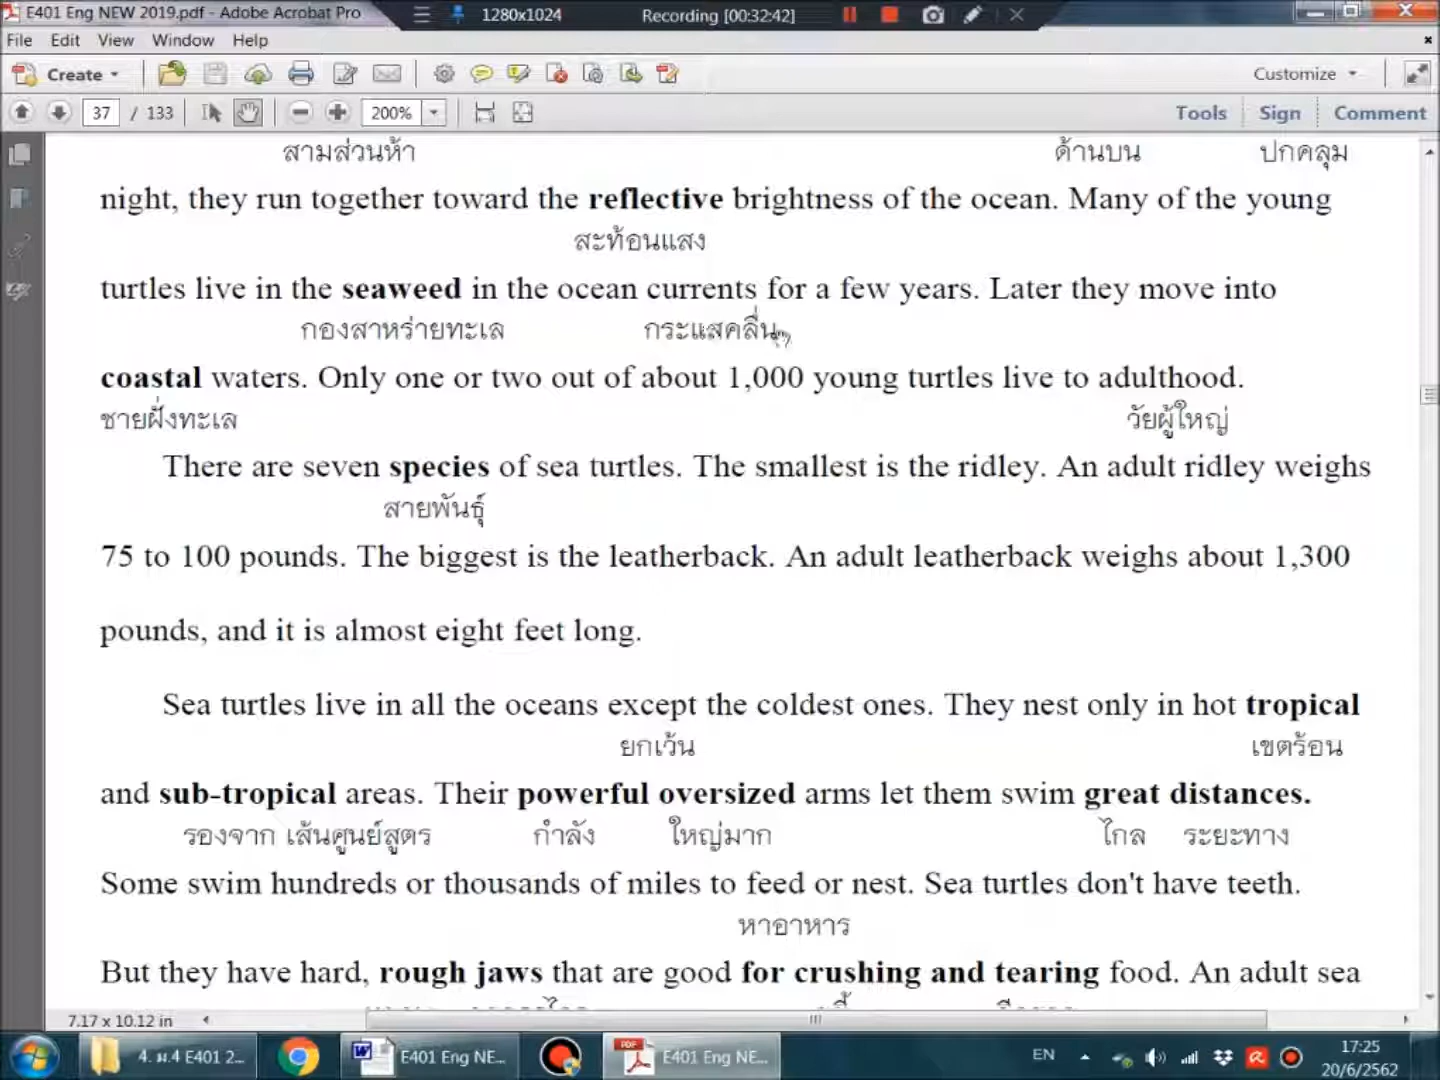 E401 Eng NEW 2019.pdf - Adobe Acrobat Pro
1280x1024
Recording [00:32:42]
File Edit View Window Help
Create
Customize
37 / 133
200%
Tools Sign Comment
สามส่วนห้า ด้านบน ปกคลุม
night, they run together toward the reflective brightness of the ocean. Many of the young
สะท้อนแสง
turtles live in the seaweed in the ocean currents for a few years. Later they move into
กองสาหร่ายทะเล กระแสคลื่น
coastal waters. Only one or two out of about 1,000 young turtles live to adulthood.
ชายฝั่งทะเล วัยผู้ใหญ่
There are seven species of sea turtles. The smallest is the ridley. An adult ridley weighs
สายพันธุ์
75 to 100 pounds. The biggest is the leatherback. An adult leatherback weighs about 1,300
pounds, and it is almost eight feet long.
Sea turtles live in all the oceans except the coldest ones. They nest only in hot tropical
ยกเว้น เขตร้อน
and sub-tropical areas. Their powerful oversized arms let them swim great distances.
รองจาก เส้นศูนย์สูตร กำลัง ใหญ่มาก ไกล ระยะทาง
Some swim hundreds or thousands of miles to feed or nest. Sea turtles don't have teeth.
หาอาหาร
But they have hard, rough jaws that are good for crushing and tearing food. An adult sea
7.17 x 10.12 in
4. ม.4 E401 2...
E401 Eng NE...
E401 Eng NE...
EN
17:25
20/6/2562